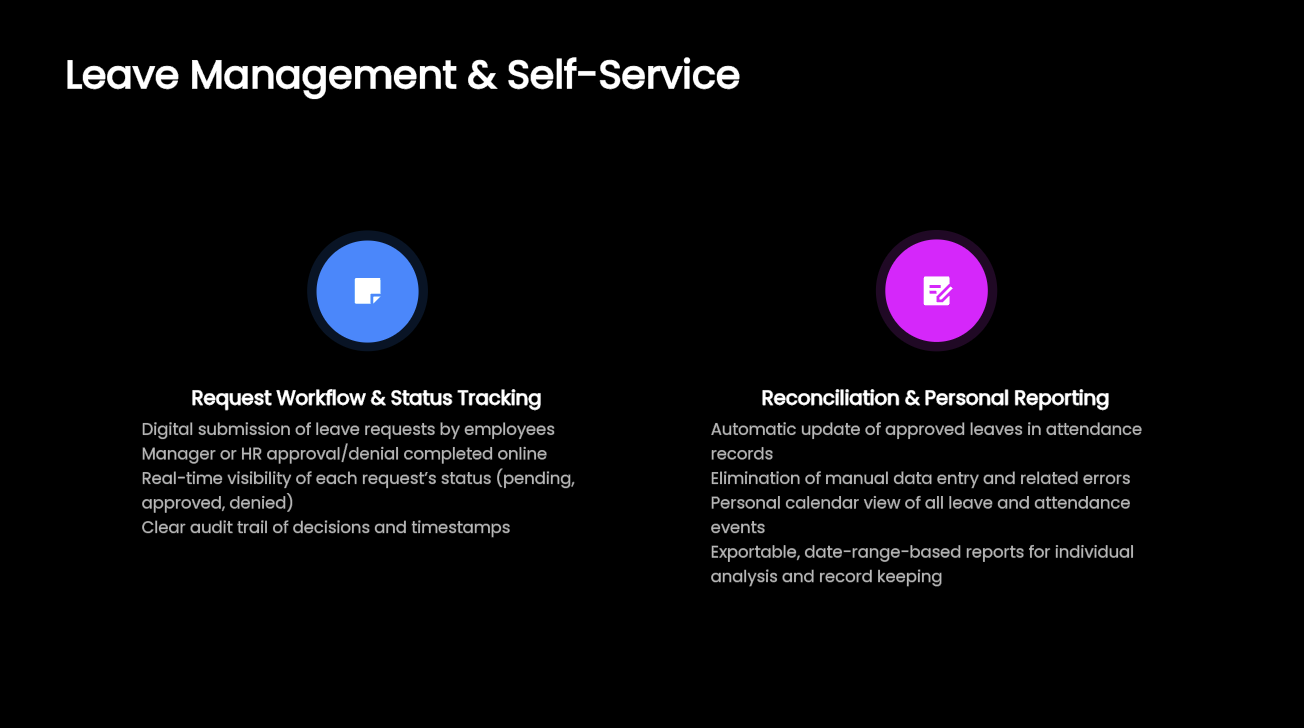 Leave Management & Self-Service
Request Workflow & Status Tracking
Digital submission of leave requests by employees
Manager or HR approval/denial completed online
Real-time visibility of each request’s status (pending,
approved, denied)
Clear audit trail of decisions and timestamps
Reconciliation & Personal Reporting
Automatic update of approved leaves in attendance
records
Elimination of manual data entry and related errors
Personal calendar view of all leave and attendance
events
Exportable, date-range-based reports for individual
analysis and record keeping